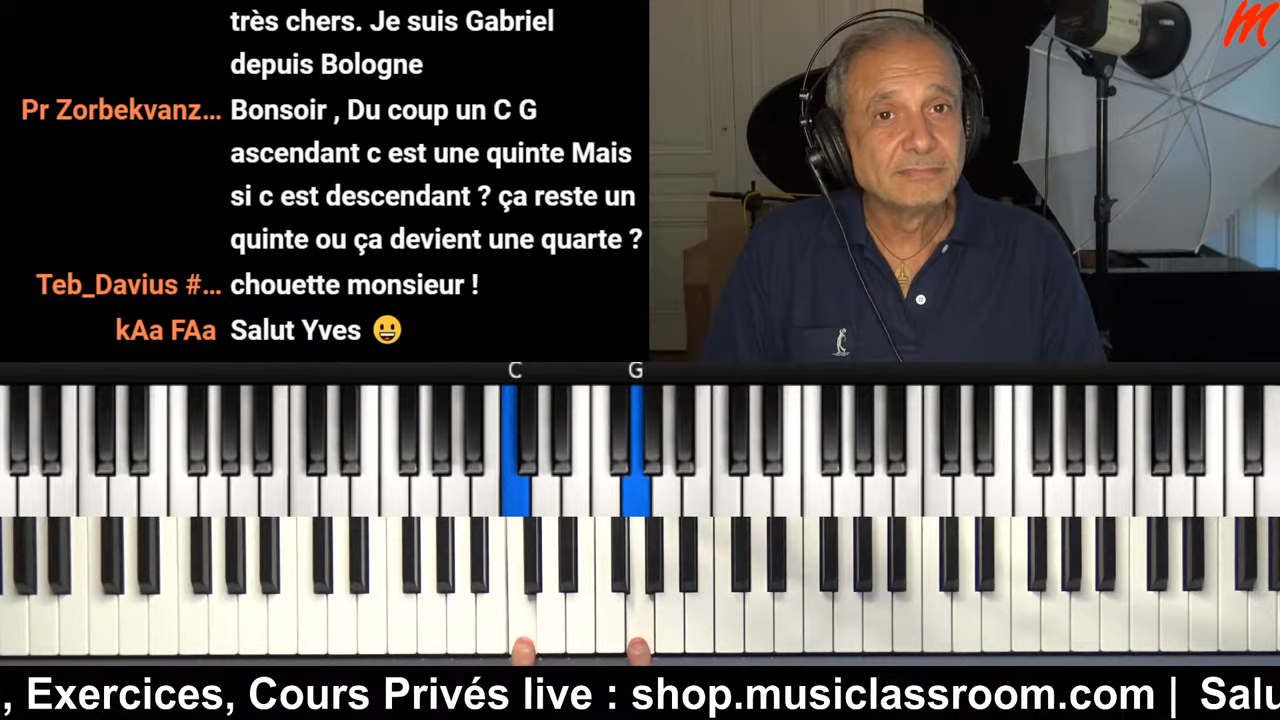 très chers. Je suis Gabriel
depuis Bologne
Pr Zorbekvanz… Bonsoir , Du coup un C G
ascendant c est une quinte Mais
si c est descendant ? ça reste un
quinte ou ça devient une quarte ?
Teb_Davius #… chouette monsieur !
kAa FAa Salut Yves 😀
M
C G
, Exercices, Cours Privés live : shop.musiclassroom.com | Salu